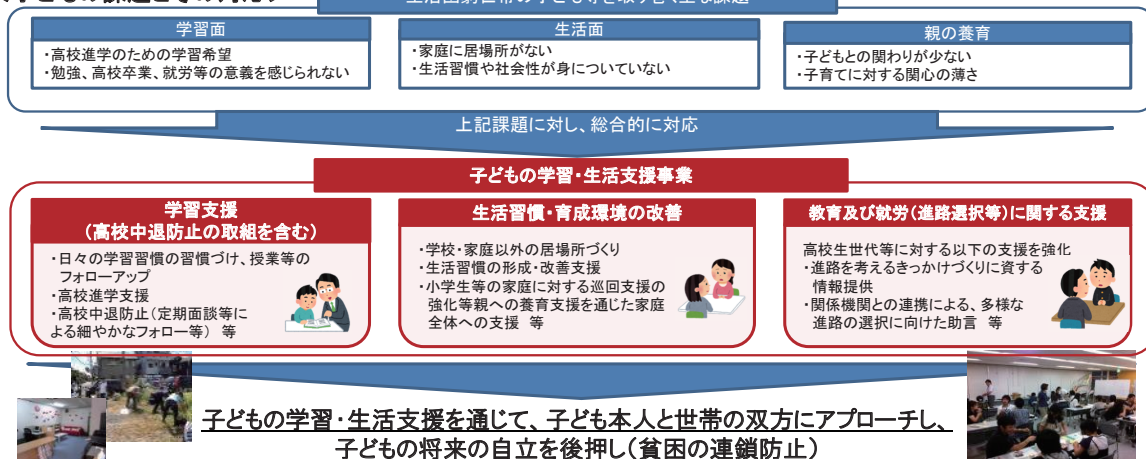 学習面
・高校進学のための学習希望
・勉強、高校卒業、就労等の意義を感じられない
生活面
・家庭に居場所がない
・生活習慣や社会性が身についていない
親の養育
・子どもとの関わりが少ない
・子育てに対する関心の薄さ
上記課題に対し、総合的に対応
子どもの学習・生活支援事業
学習支援
(高校中退防止の取組を含む)
・日々の学習習慣の習慣づけ、授業等の
フォローアップ
・高校進学支援
・高校中退防止(定期面談等に
よる細やかなフォロー等) 等
生活習慣・育成環境の改善
・学校・家庭以外の居場所づくり
・生活習慣の形成・改善支援
・小学生等の家庭に対する巡回支援の
強化等親への養育支援を通じた家庭
全体への支援 等
教育及び就労(進路選択等)に関する支援
高校生世代等に対する以下の支援を強化
・進路を考えるきっかけづくりに資する
情報提供
・関係機関との連携による、多様な
進路の選択に向けた助言 等
子どもの学習・生活支援を通じて、子ども本人と世帯の双方にアプローチし、
子どもの将来の自立を後押し(貧困の連鎖防止)